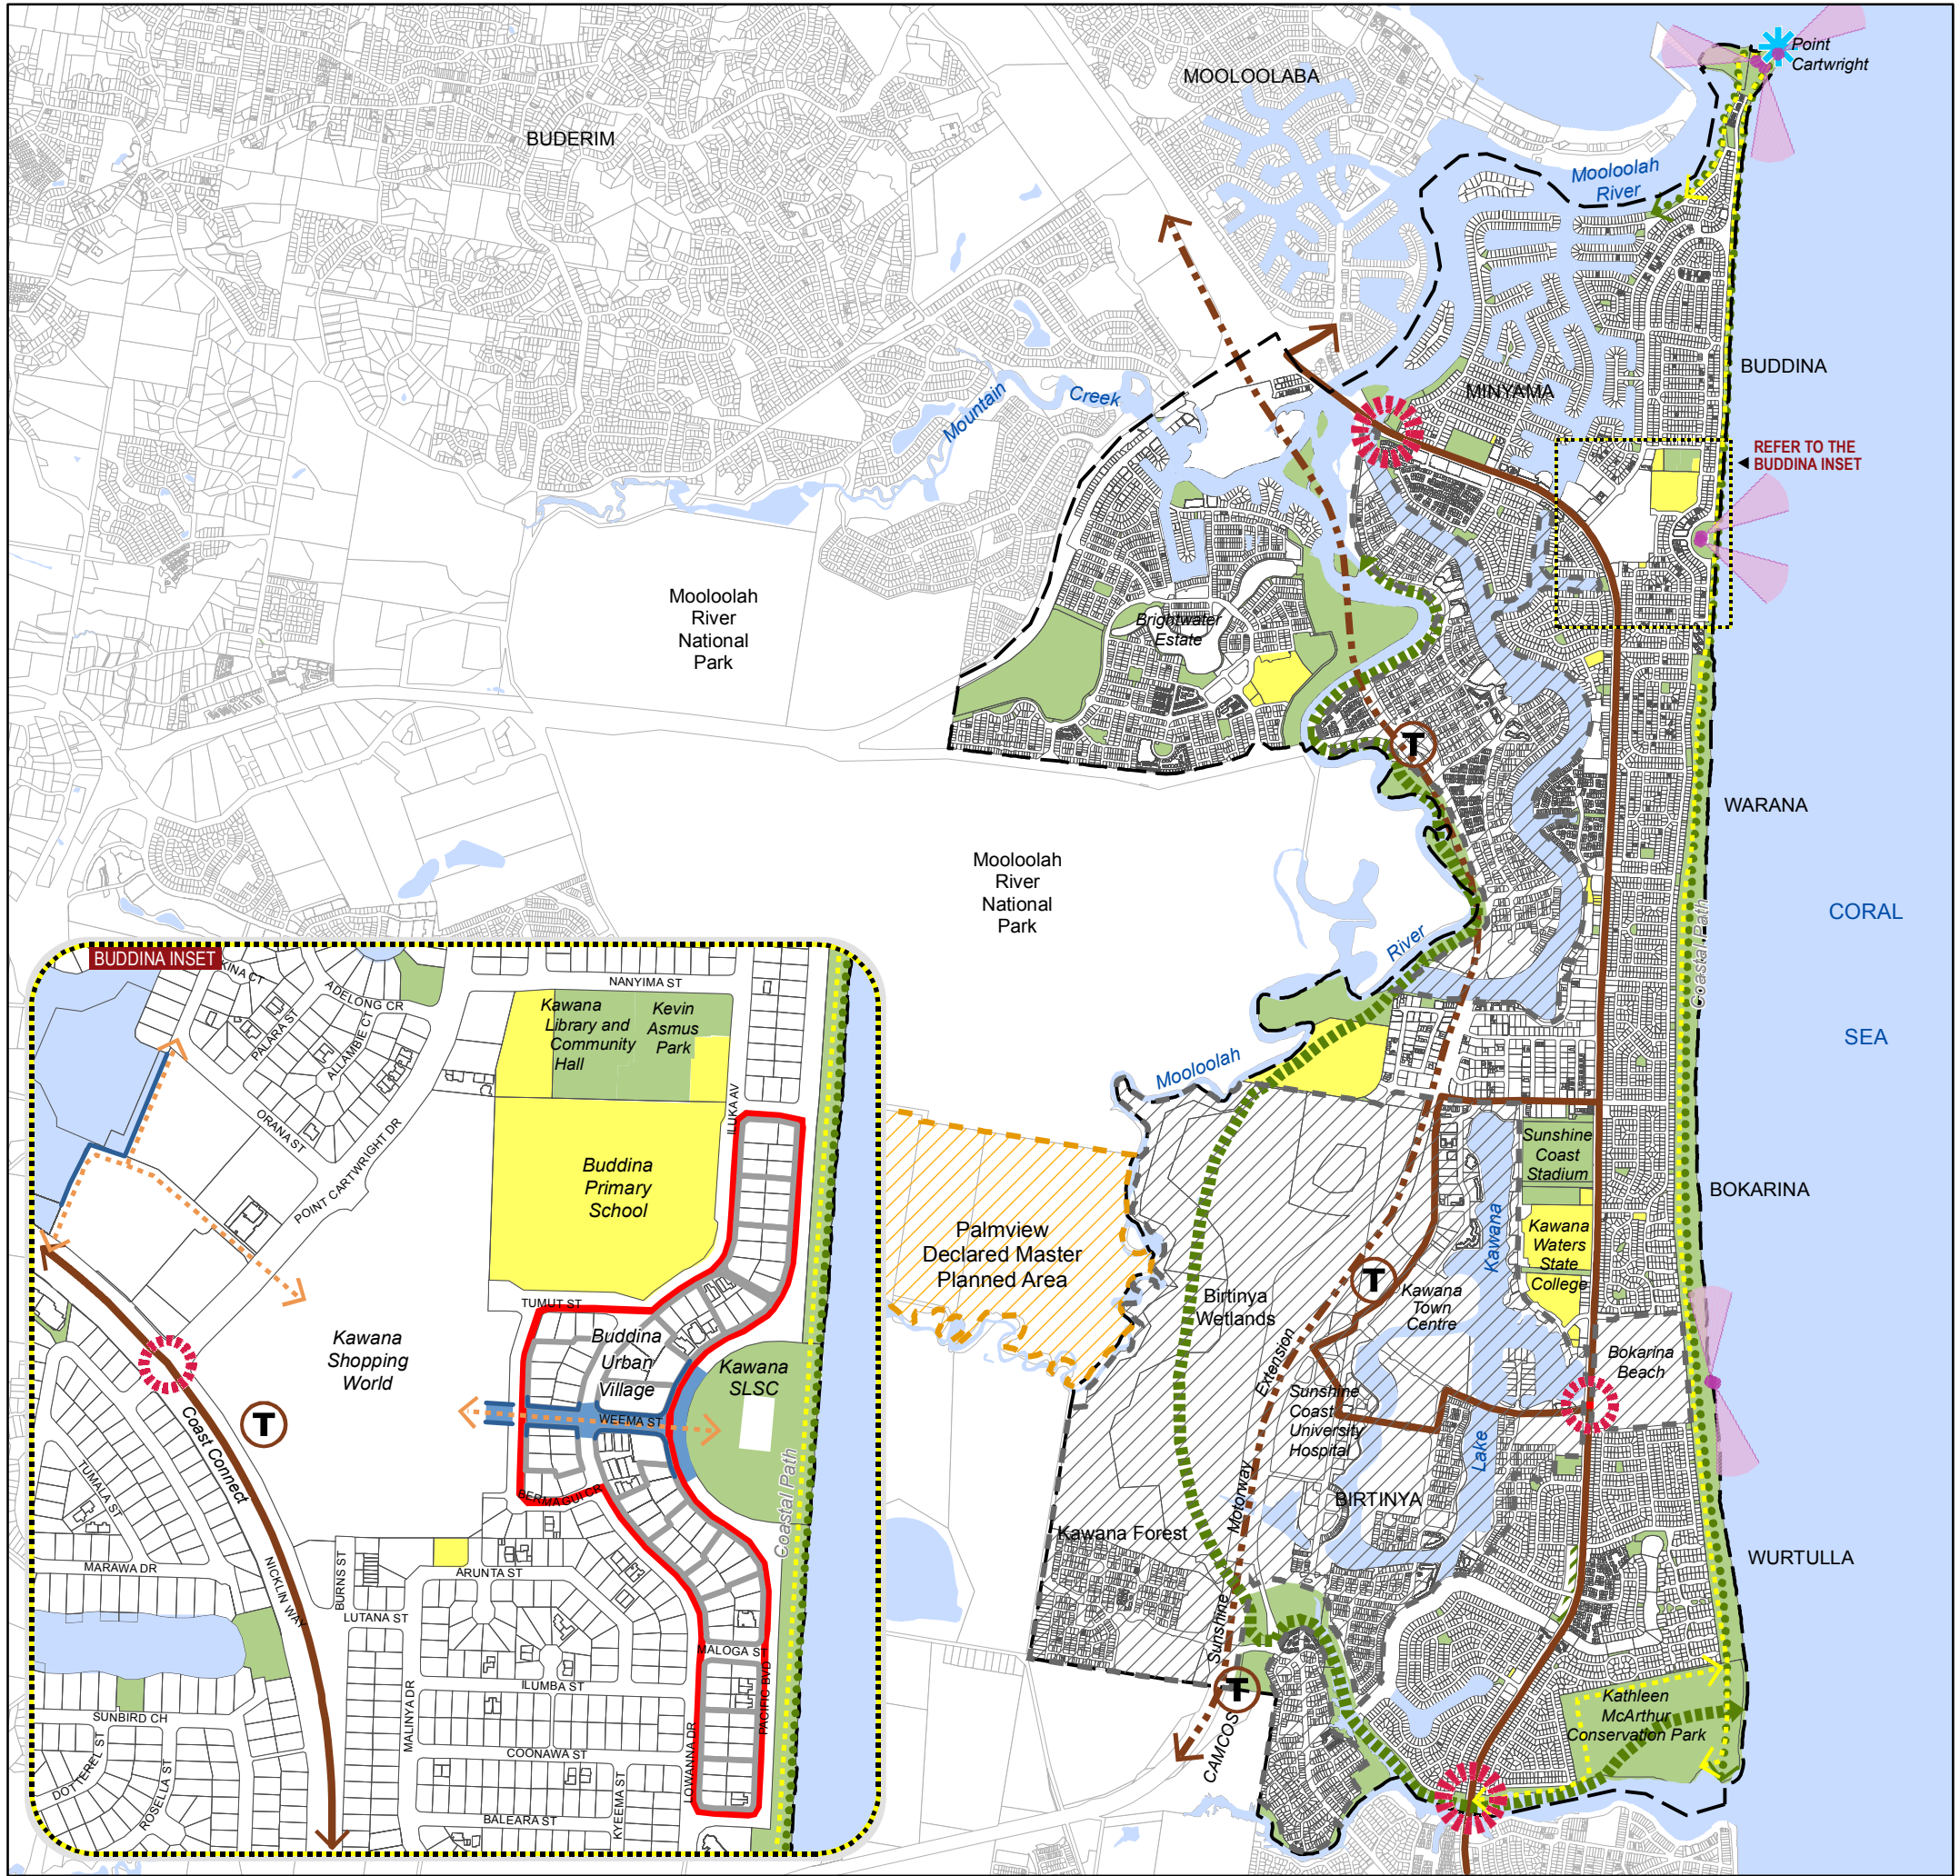 Point
Cartwright
MOOLOOLABA
BUDERIM
Mooloolah
River
BUDDINA
MINYAMA
Mountain
Creek
REFER TO THE
BUDDINA INSET
Mooloolah
River
National
Park
Brightwater
Estate
WARANA
Mooloolah
River
National
Park
CORAL
SEA
River
Mooloolah
Coastal Path
Sunshine
Coast
Stadium
BOKARINA
Kawana
Waters
State
College
Kawana
Lake
Palmview
Declared Master
Planned Area
Birtinya
Wetlands
T
T
T
Kawana
Town
Centre
Bokarina
Beach
Sunshine
Coast
University
Hospital
Sunshine
Motorway
Extension
BIRTINYA
Kawana Forest
WURTULLA
CAMCOS
Kathleen
McArthur
Conservation Park
BUDDINA INSET
KINA CT
ADELONG CR
PALARA ST
ALLAMBIE CT
NANYIMA ST
Kawana
Library and
Community
Hall
Kevin
Asmus
Park
ILUKA AV
ORANA ST
POINT CARTWRIGHT DR
Buddina
Primary
School
TUMUT ST
Buddina
Urban
Village
Kawana
SLSC
Kawana
Shopping
World
WEEMA ST
T
Coast Connect
BERMAGUI CR
Coastal Path
TUMALA ST
MARAWA DR
NICKLIN WAY
BURNS ST
ARUNTA ST
LUTANA ST
MALOGA ST
PACIFIC BVD
ILUMBA ST
MALINYA DR
LOWANNA DR
SUNBIRD CH
COONAWA ST
DOTTEREL ST
ROSELLA ST
BALEARA ST
KYEEMA ST